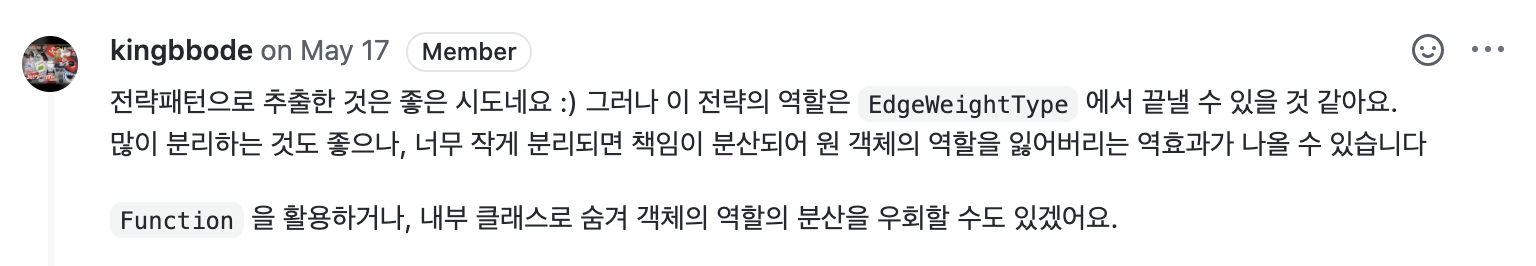 kingbbode on May 17 Member
전략패턴으로 추출한 것은 좋은 시도네요 :) 그러나 이 전략의 역할은 EdgeWeightType 에서 끝낼 수 있을 것 같아요.
많이 분리하는 것도 좋으나, 너무 작게 분리되면 책임이 분산되어 원 객체의 역할을 잃어버리는 역효과가 나올 수 있습니다
Function 을 활용하거나, 내부 클래스로 숨겨 객체의 역할의 분산을 우회할 수도 있겠어요.